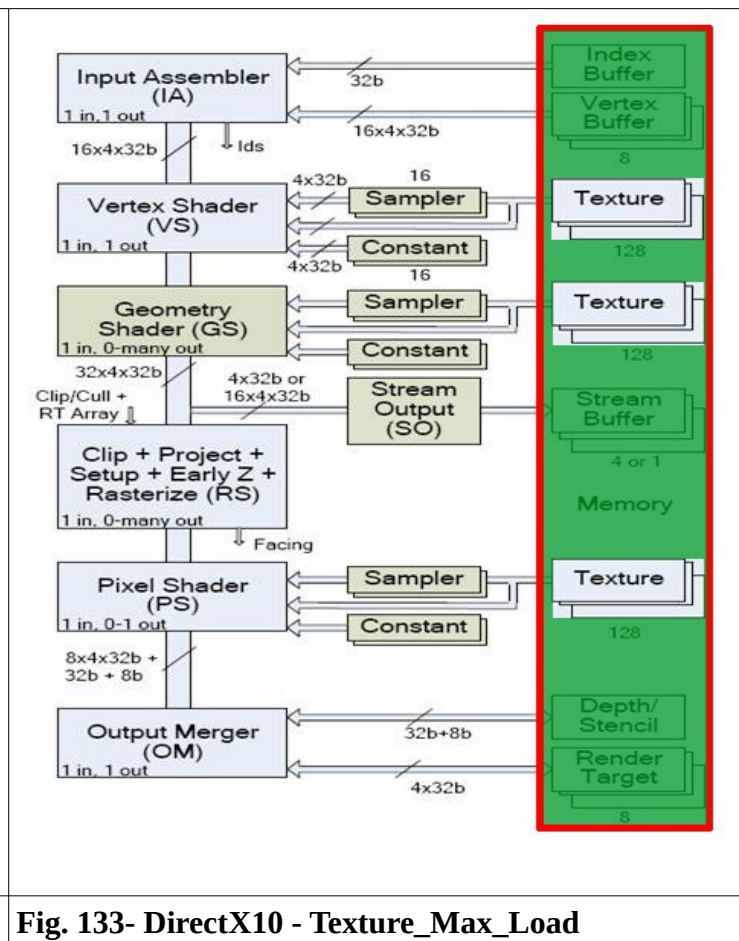 Index
Buffer
Input Assembler
(IA)
1 in,1 out
32b
Vertex
Buffer
16x4x32b
8
16x4x32b
Ids
4x32b
16
Sampler
Texture
Vertex Shader
(VS)
1 in, 1 out
Constant
128
4x32b
16
Sampler
Texture
Geometry
Shader (GS)
1 in, 0-many out
Constant
128
32x4x32b
4x32b or
16x4x32b
Clip/Cull +
RT Array
Stream
Output
(SO)
Stream
Buffer
4 or 1
Clip + Project +
Setup + Early Z +
Rasterize (RS)
1 in, 0-many out
Memory
Facing
Sampler
Texture
Pixel Shader
(PS)
1 in, 0-1 out
Constant
128
8x4x32b +
32b + 8b
Depth/
Stencil
32b+8b
Output Merger
(OM)
1 in, 1 out
Render
Target
4x32b
8
Fig. 133- DirectX10 - Texture_Max_Load